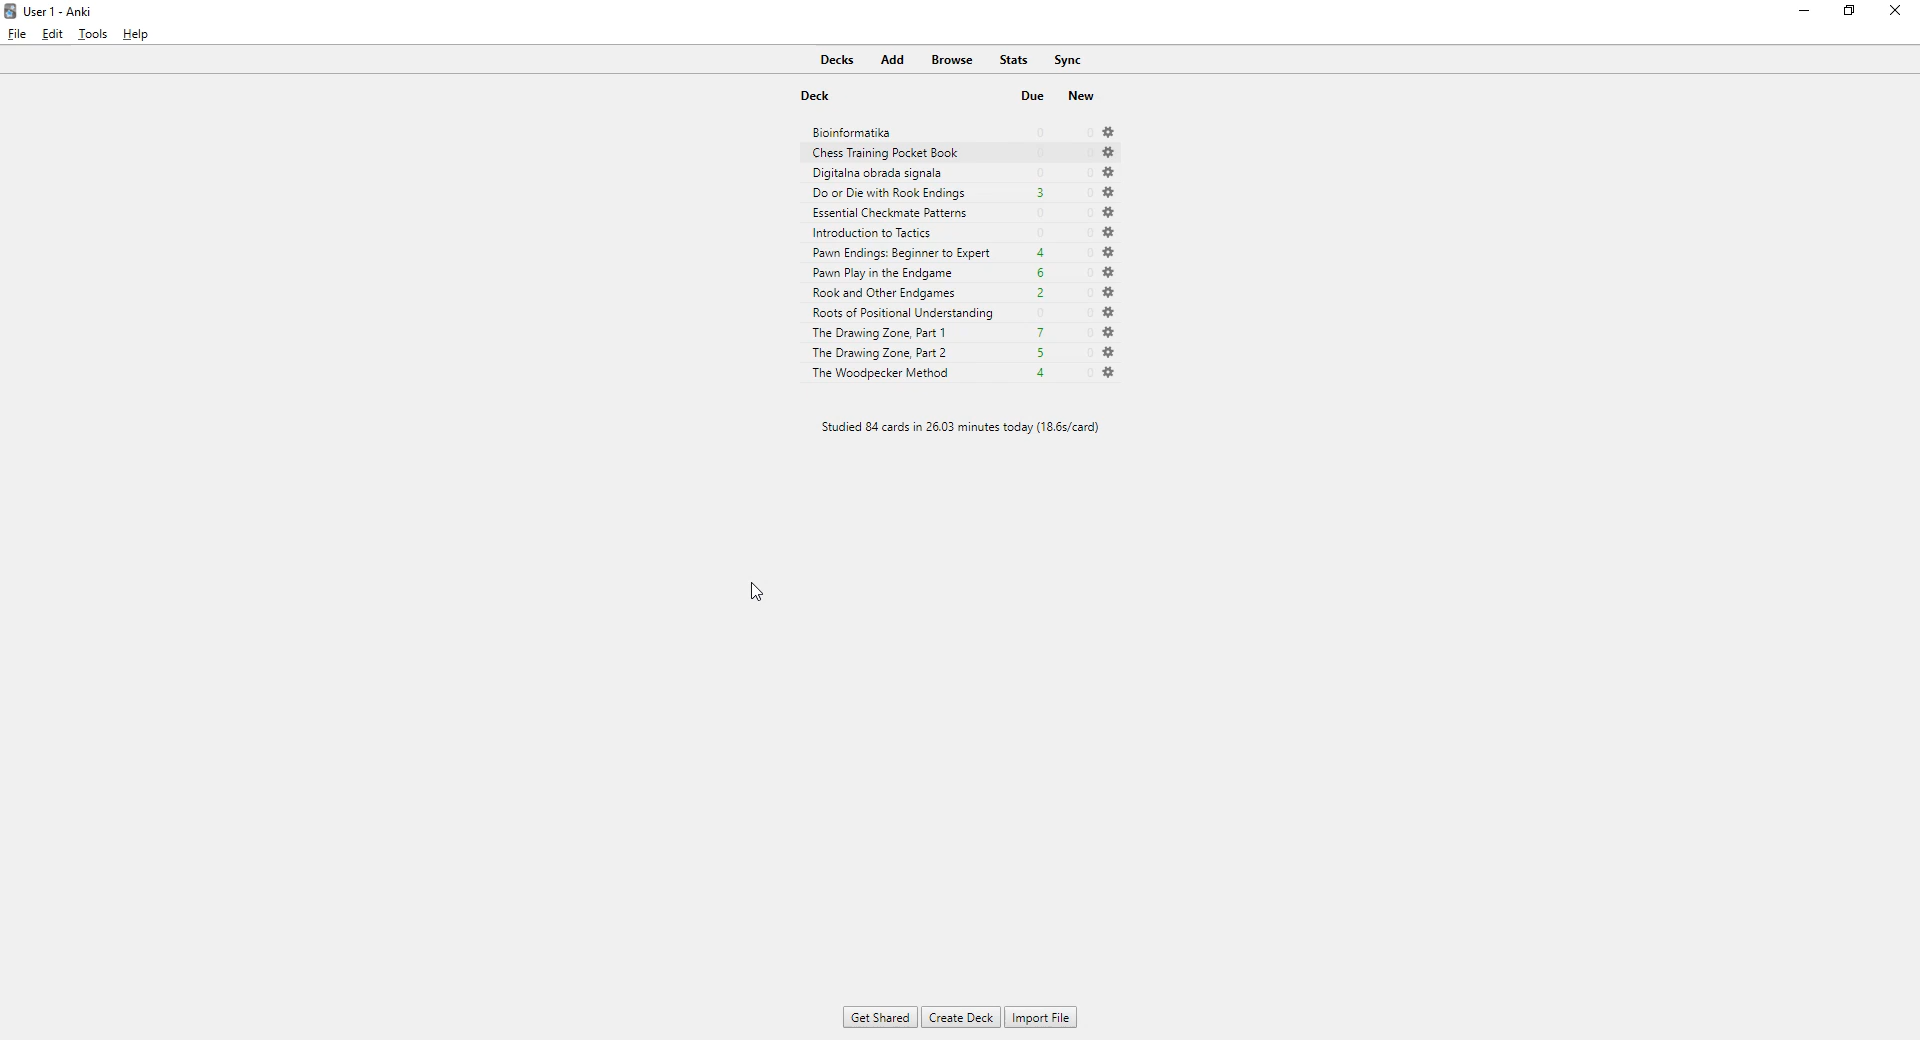 User 1 - Anki
File Edit Tools Help
Decks Add Browse Stats Sync
Deck Due New
Bioinformatika 0 0
Chess Training Pocket Book 0 0
Digitalna obrada signala 0 0
Do or Die with Rook Endings 3 0
Essential Checkmate Patterns 0 0
Introduction to Tactics 0 0
Pawn Endings: Beginner to Expert 4 0
Pawn Play in the Endgame 6 0
Rook and Other Endgames 2 0
Roots of Positional Understanding 0 0
The Drawing Zone, Part 1 7 0
The Drawing Zone, Part 2 5 0
The Woodpecker Method 4 0
Studied 84 cards in 26.03 minutes today (18.6s/card)
Get Shared Create Deck Import File